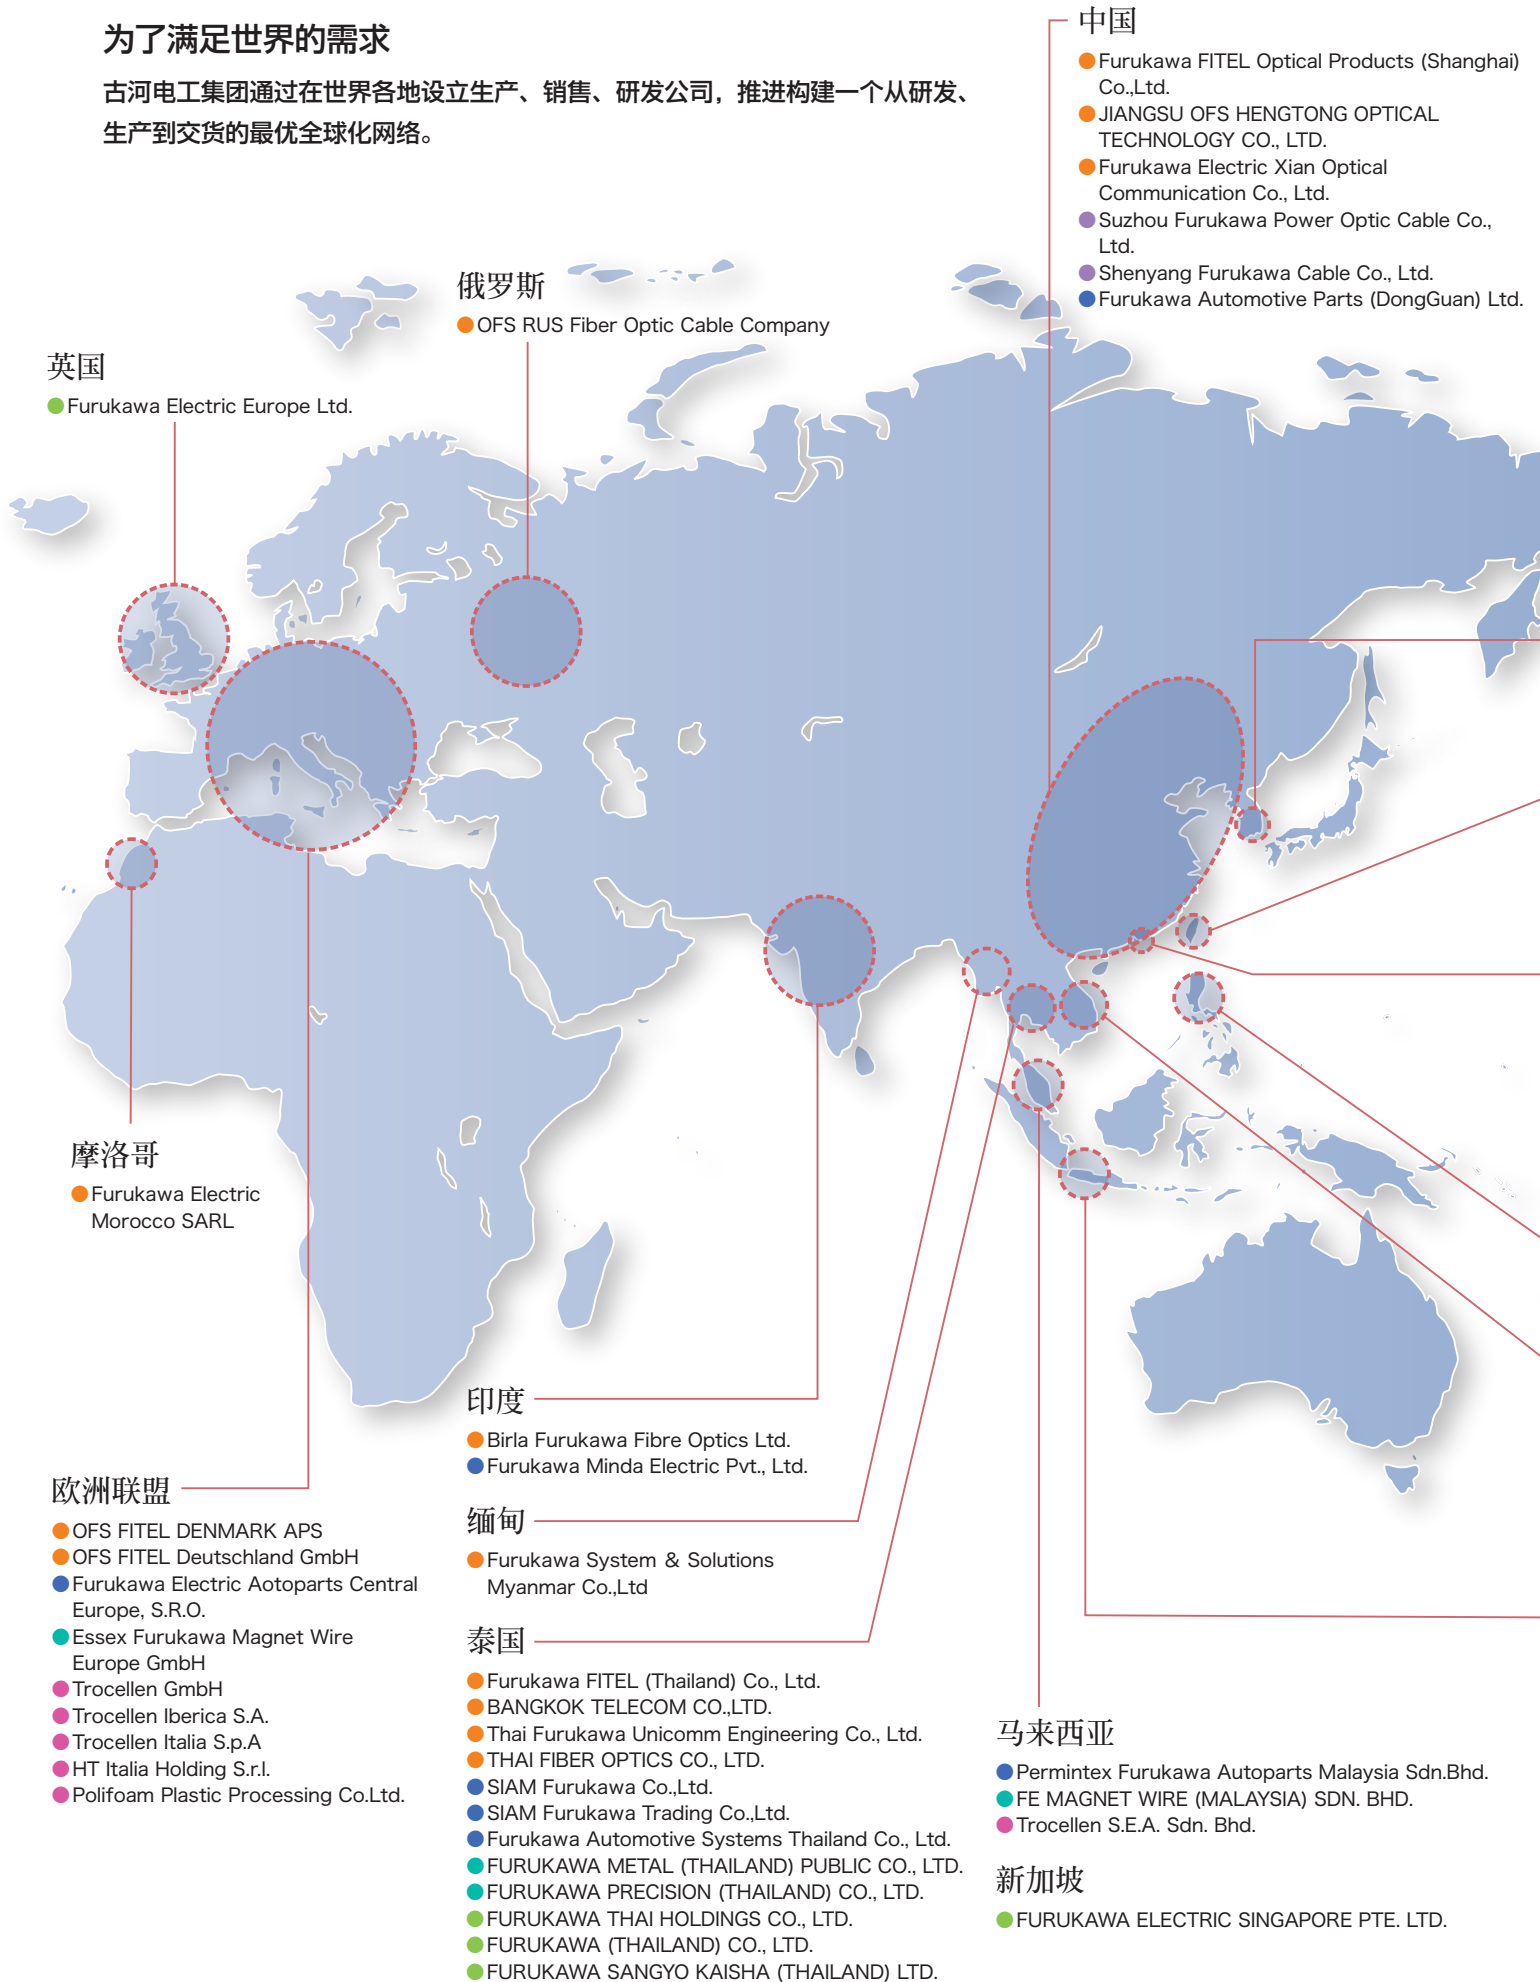 为了满足世界的需求
古河电工集团通过在世界各地设立生产、销售、研发公司，推进构建一个从研发、
生产到交货的最优全球化网络。
中国
Furukawa FITEL Optical Products (Shanghai)
Co.,Ltd.
JIANGSU OFS HENGTONG OPTICAL
TECHNOLOGY CO., LTD.
Furukawa Electric Xian Optical
Communication Co., Ltd.
Suzhou Furukawa Power Optic Cable Co.,
Ltd.
Shenyang Furukawa Cable Co., Ltd.
Furukawa Automotive Parts (DongGuan) Ltd.
俄罗斯
OFS RUS Fiber Optic Cable Company
英国
Furukawa Electric Europe Ltd.
摩洛哥
Furukawa Electric
Morocco SARL
欧洲联盟
OFS FITEL DENMARK APS
OFS FITEL Deutschland GmbH
Furukawa Electric Aotoparts Central
Europe, S.R.O.
Essex Furukawa Magnet Wire
Europe GmbH
Trocellen GmbH
Trocellen Iberica S.A.
Trocellen Italia S.p.A
HT Italia Holding S.r.l.
Polifoam Plastic Processing Co.Ltd.
印度
Birla Furukawa Fibre Optics Ltd.
Furukawa Minda Electric Pvt., Ltd.
缅甸
Furukawa System & Solutions
Myanmar Co.,Ltd
泰国
Furukawa FITEL (Thailand) Co., Ltd.
BANGKOK TELECOM CO.,LTD.
Thai Furukawa Unicomm Engineering Co., Ltd.
THAI FIBER OPTICS CO., LTD.
SIAM Furukawa Co.,Ltd.
SIAM Furukawa Trading Co.,Ltd.
Furukawa Automotive Systems Thailand Co., Ltd.
FURUKAWA METAL (THAILAND) PUBLIC CO., LTD.
FURUKAWA PRECISION (THAILAND) CO., LTD.
FURUKAWA THAI HOLDINGS CO., LTD.
FURUKAWA (THAILAND) CO., LTD.
FURUKAWA SANGYO KAISHA (THAILAND) LTD.
马来西亚
Permintex Furukawa Autoparts Malaysia Sdn.Bhd.
FE MAGNET WIRE (MALAYSIA) SDN. BHD.
Trocellen S.E.A. Sdn. Bhd.
新加坡
FURUKAWA ELECTRIC SINGAPORE PTE. LTD.